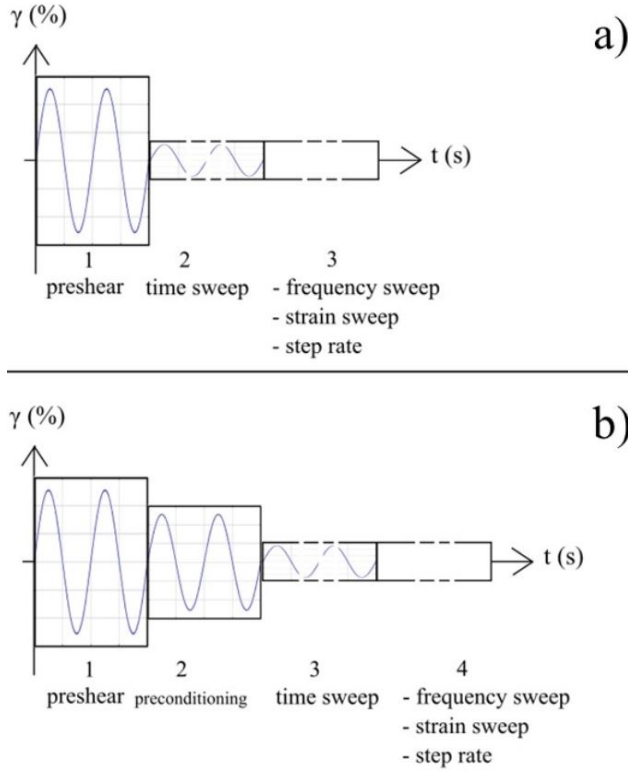 γ (%)
a)
t (s)
1 2 3
preshear time sweep - frequency sweep
- strain sweep
- step rate
γ (%)
b)
t (s)
1 2 3 4
preshear preconditioning time sweep - frequency sweep
- strain sweep
- step rate